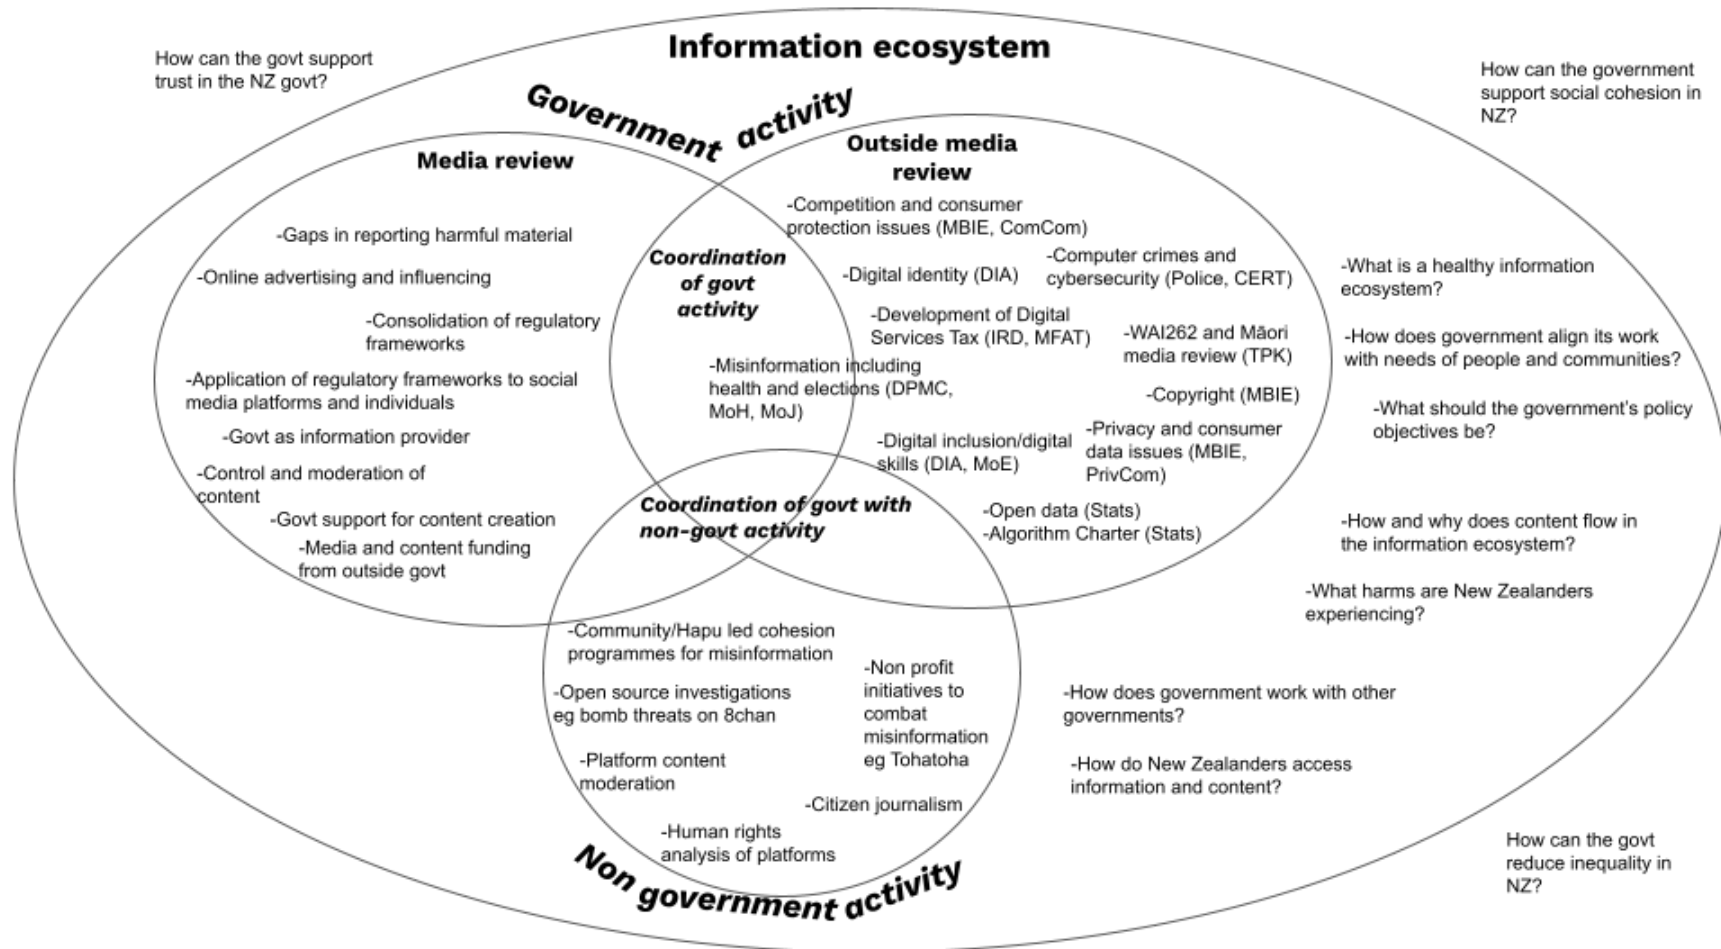 Information ecosystem
How can the govt support
trust in the NZ govt?
How can the government
support social cohesion in
NZ?
Government activity
Media review
-Gaps in reporting harmful material
-Online advertising and influencing
-Consolidation of regulatory
frameworks
-Application of regulatory frameworks to social
media platforms and individuals
-Govt as information provider
-Control and moderation of
content
-Govt support for content creation
-Media and content funding
from outside govt
Coordination
of govt
activity
-Misinformation including
health and elections (DPMC,
MoH, MoJ)
Outside media
review
-Competition and consumer
protection issues (MBIE, ComCom)
-Computer crimes and
cybersecurity (Police, CERT)
-Digital identity (DIA)
-Development of Digital
Services Tax (IRD, MFAT)
-WAI262 and Māori
media review (TPK)
-Copyright (MBIE)
-Digital inclusion/digital
skills (DIA, MoE)
-Privacy and consumer
data issues (MBIE,
PrivCom)
-Open data (Stats)
-Algorithm Charter (Stats)
Coordination of govt with
non-govt activity
-Community/Hapu led cohesion
programmes for misinformation
-Open source investigations
eg bomb threats on 8chan
-Platform content
moderation
-Non profit
initiatives to
combat
misinformation
eg Tohatoha
-Citizen journalism
-Human rights
analysis of platforms
Non government activity
-What is a healthy information
ecosystem?
-How does government align its work
with needs of people and communities?
-What should the government's policy
objectives be?
-How and why does content flow in
the information ecosystem?
-What harms are New Zealanders
experiencing?
-How does government work with other
governments?
-How do New Zealanders access
information and content?
How can the govt
reduce inequality in
NZ?